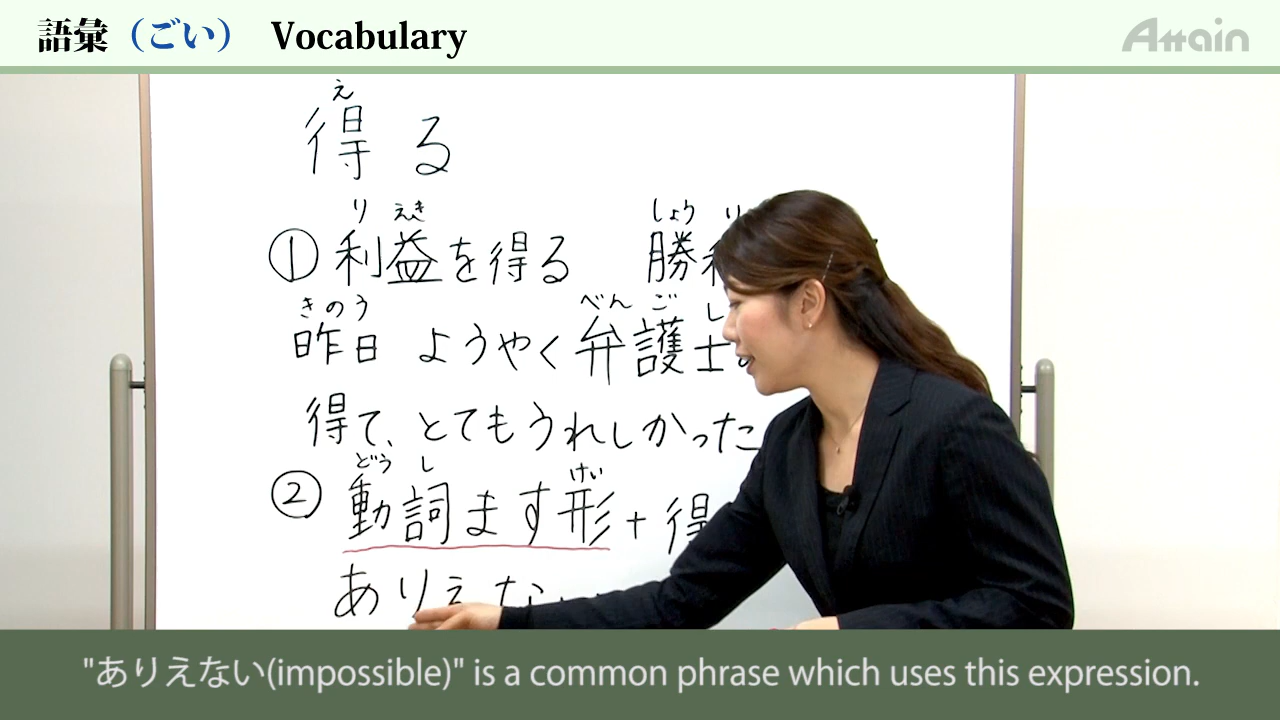 語彙（ごい） Vocabulary
Attain
え
得る
りえき しょうり
①利益を得る 勝利
きのう べんごし
昨日ようやく弁護士
得て、とてもうれしかった
どうし けい
②動詞ます形+得
ありえない
"ありえない(impossible)" is a common phrase which uses this expression.